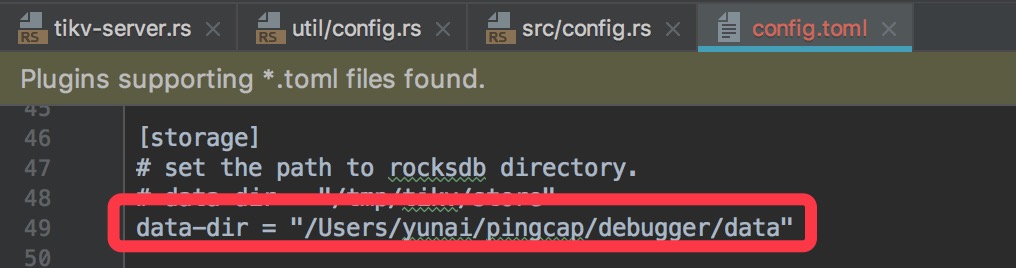 tikv-server.rs util/config.rs src/config.rs config.toml
RS RS RS
Plugins supporting *.toml files found.
45
46 [storage]
47 # set the path to rocksdb directory.
48 # data-dir = "/tmp/tikv/store"
49 data-dir = "/Users/yunai/pingcap/debugger/data"
50